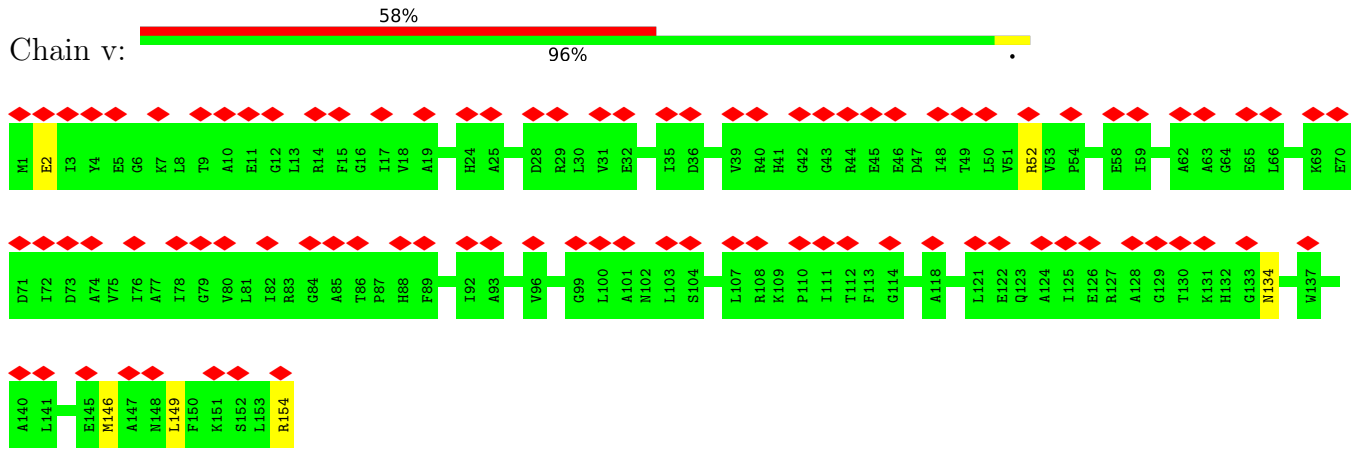 58%
Chain v:
96%
.
M1 E2 I3 Y4 E5 G6 K7 L8 T9 A10 E11 G12 L13 R14 F15 G16 I17 V18 A19 H24 A25 D28 R29 L30 V31 E32 I35 D36 V39 R40 H41 G42 G43 R44 E45 E46 D47 I48 T49 L50 V51 R52 V53 P54 E58 I59 A62 A63 G64 E65 L66 K69 E70
D71 I72 D73 A74 V75 I76 A77 I78 G79 V80 L81 I82 R83 G84 A85 T86 P87 H88 F89 I92 A93 V96 G99 L100 A101 N102 L103 S104 L107 R108 K109 P110 I111 T112 F113 G114 A118 L121 E122 Q123 A124 I125 E126 R127 A128 G129 T130 K131 H132 G133 N134 W137
A140 L141 E145 M146 A147 N148 L149 F150 K151 S152 L153 R154